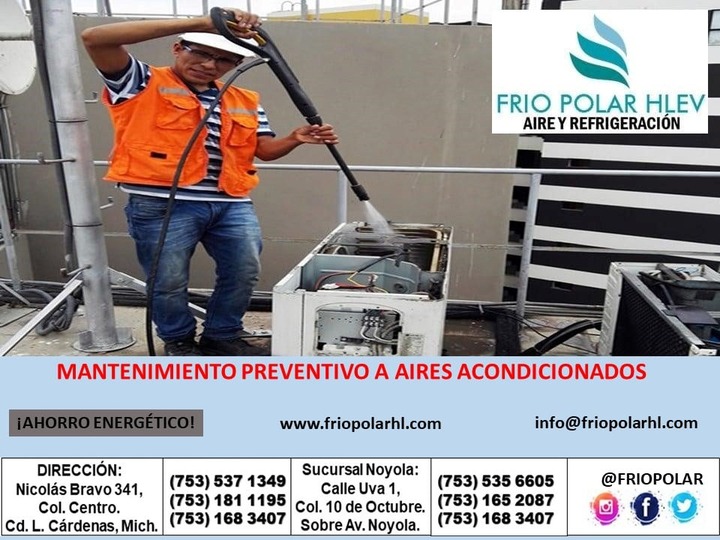 FRIO POLAR HLEV
AIRE Y REFRIGERACIÓN
MANTENIMIENTO PREVENTIVO A AIRES ACONDICIONADOS
¡AHORRO ENERGÉTICO!
www.friopolarhl.com
info@friopolarhl.com
DIRECCIÓN:
Nicolás Bravo 341,
Col. Centro.
Cd. L. Cárdenas, Mich.
(753) 537 1349
(753) 181 1195
(753) 168 3407
Sucursal Noyola:
Calle Uva 1,
Col. 10 de Octubre.
Sobre Av. Noyola.
(753) 535 6605
(753) 165 2087
(753) 168 3407
@FRIOPOLAR